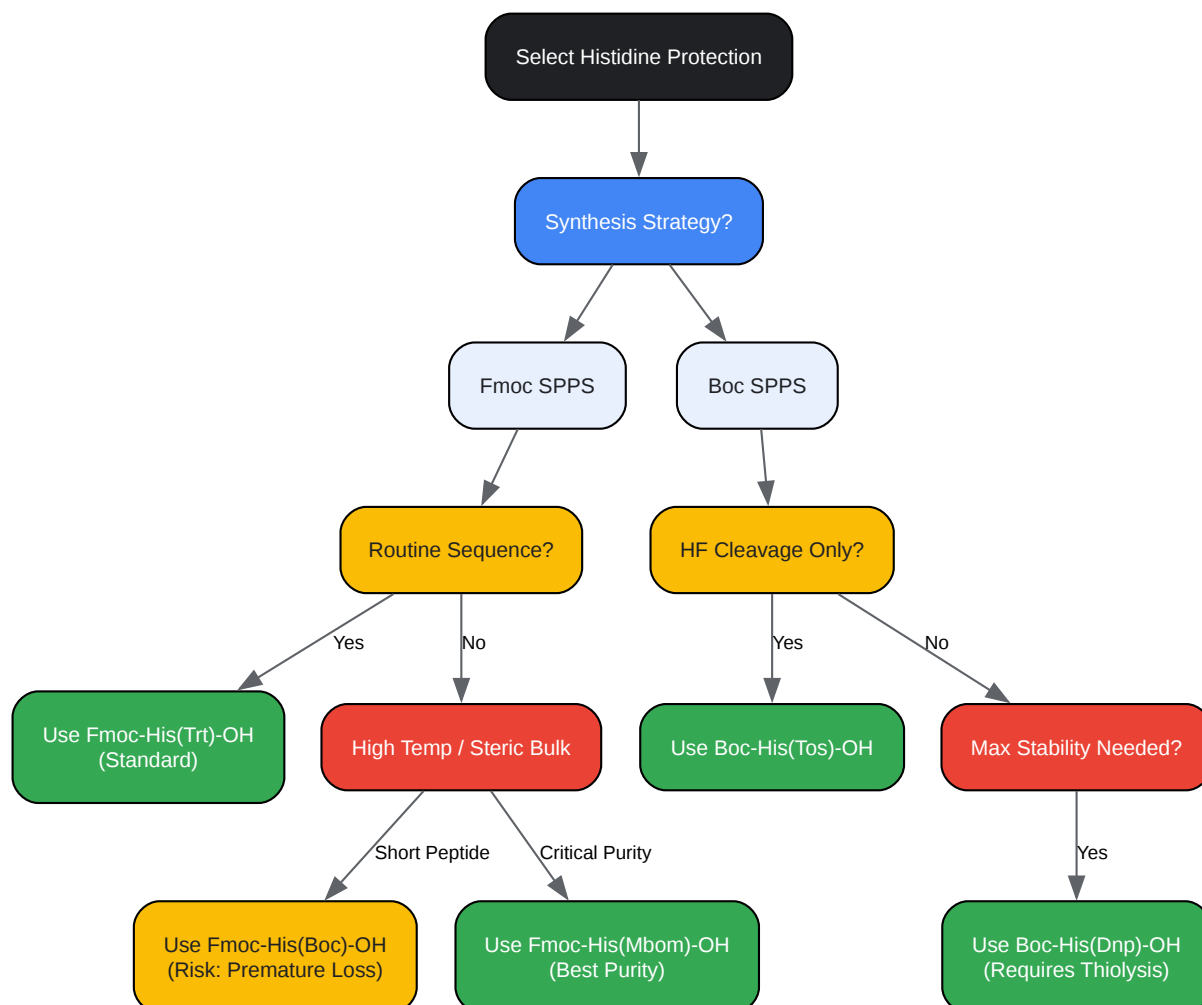 Select Histidine Protection
Synthesis Strategy?
Fmoc SPPS
Boc SPPS
Routine Sequence?
HF Cleavage Only?
Yes
No
Yes
No
Use Fmoc-His(Trt)-OH
(Standard)
High Temp / Steric Bulk
Use Boc-His(Tos)-OH
Max Stability Needed?
Short Peptide
Critical Purity
Yes
Use Fmoc-His(Boc)-OH
(Risk: Premature Loss)
Use Fmoc-His(Mbom)-OH
(Best Purity)
Use Boc-His(Dnp)-OH
(Requires Thiolysis)